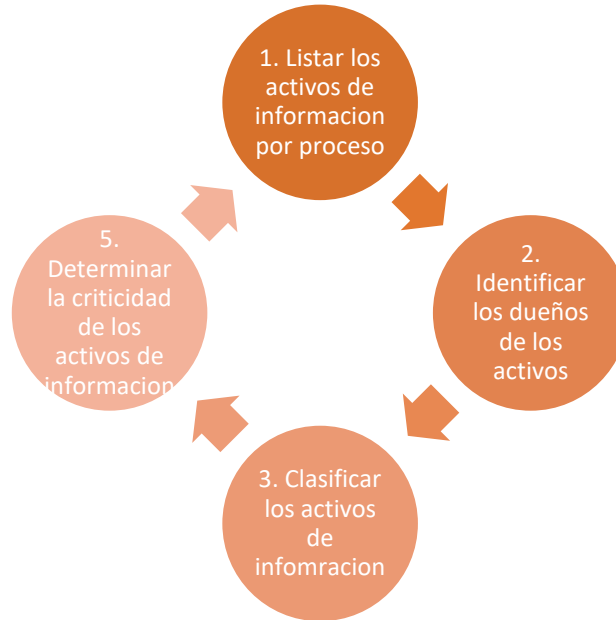 1. Listar los
activos de
informacion
por proceso
2.
Identificar
los dueños
de los
activos
3. Clasificar
los activos
de
infomracion
5.
Determinar
la criticidad
de los
activos de
informacion